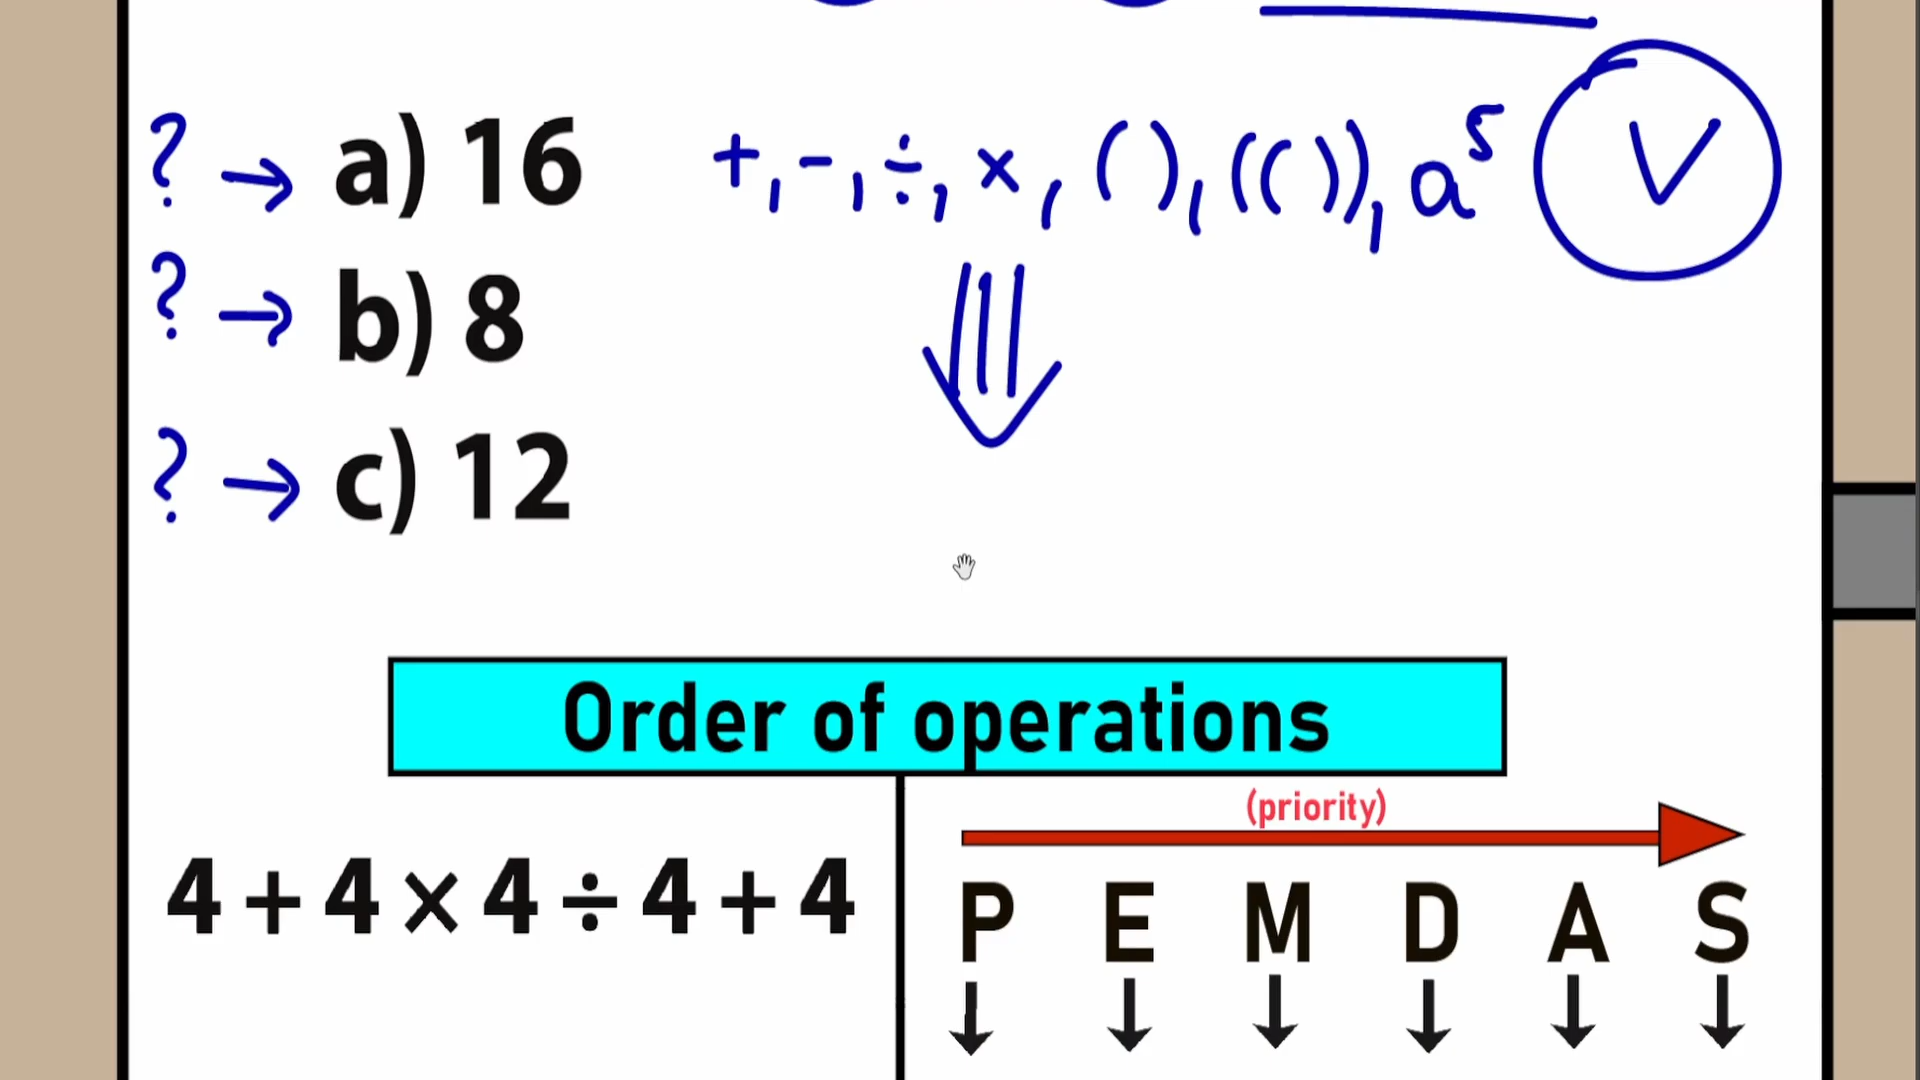 ? → a) 16 +, -, ÷, ×, ( ), (( )), a⁵ V
? → b) 8
? → c) 12
Order of operations
(priority)
4 + 4 × 4 ÷ 4 + 4
P E M D A S